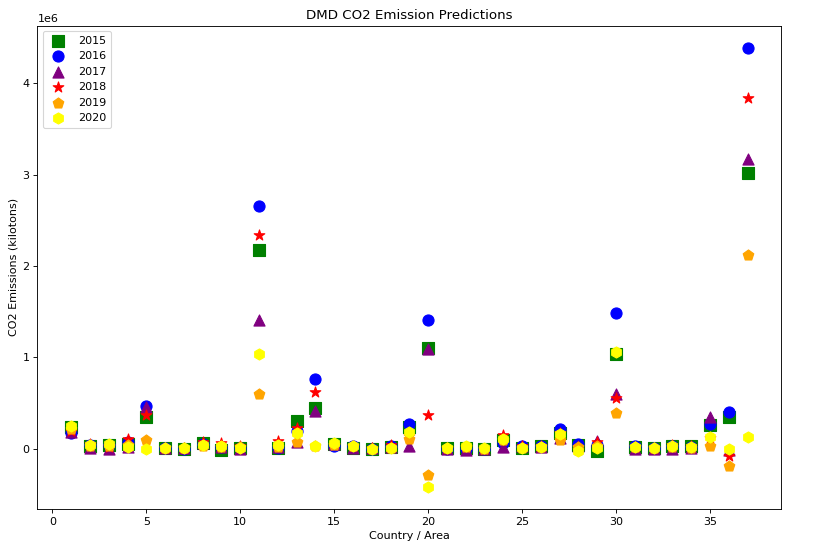 DMD CO2 Emission Predictions
1e6
2015
2016
2017
2018
2019
2020
4
3
2
1
0
CO2 Emissions (kilotons)
0 5 10 15 20 25 30 35
Country / Area